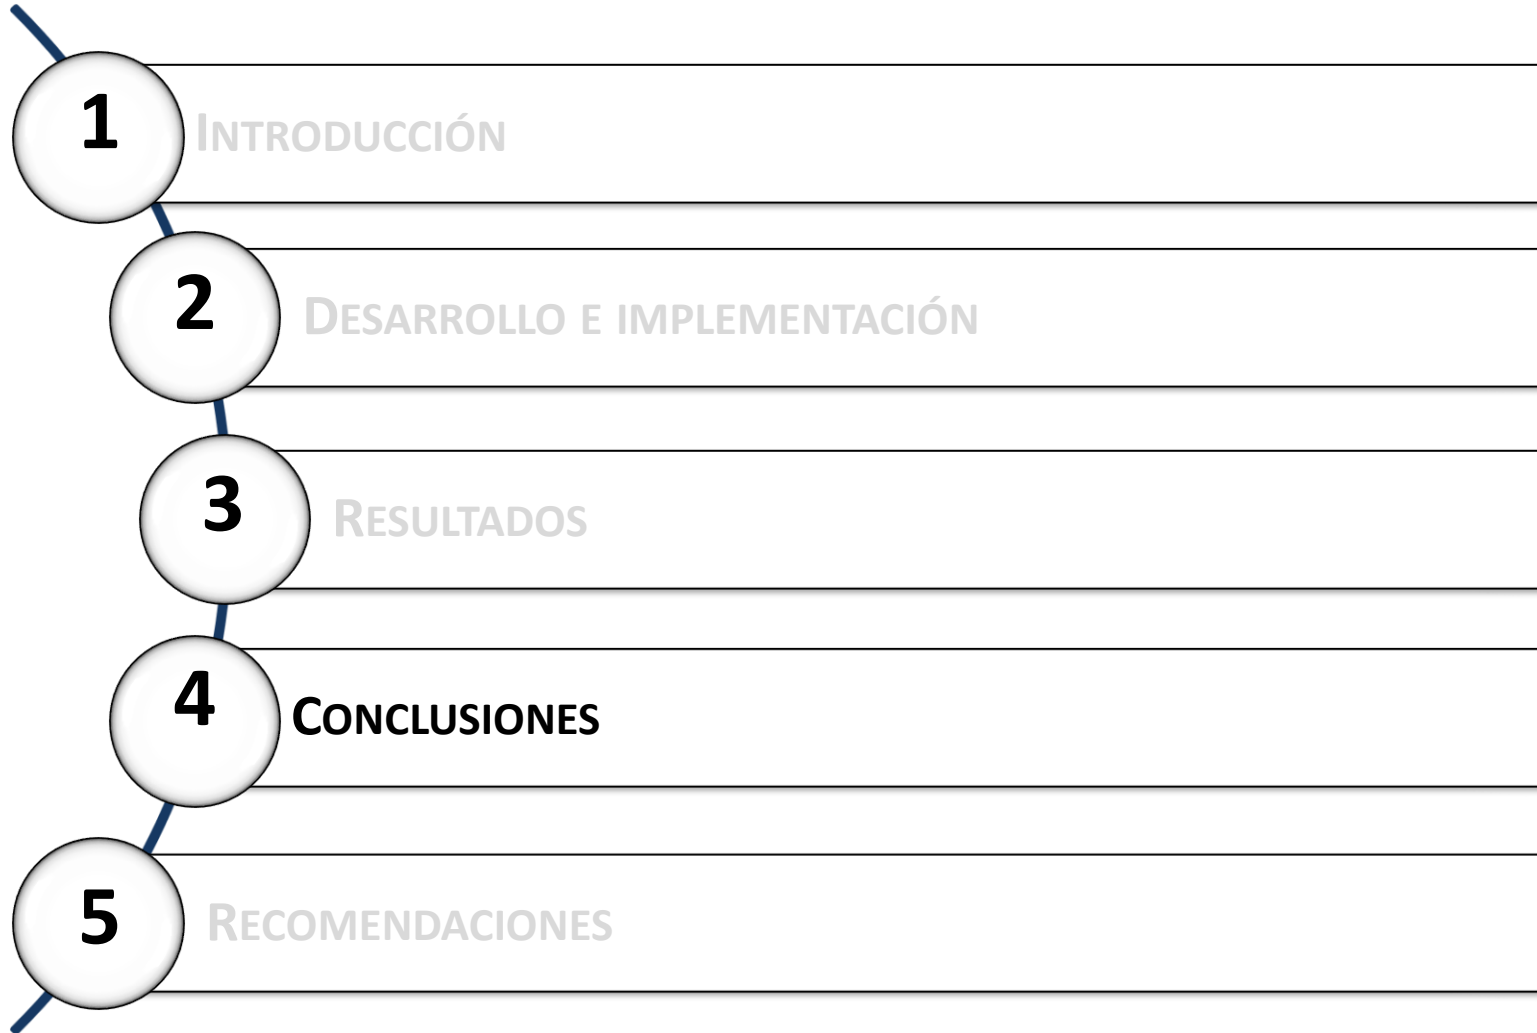 1 Introducción
2 Desarrollo e implementación
3 Resultados
4 Conclusiones
5 Recomendaciones